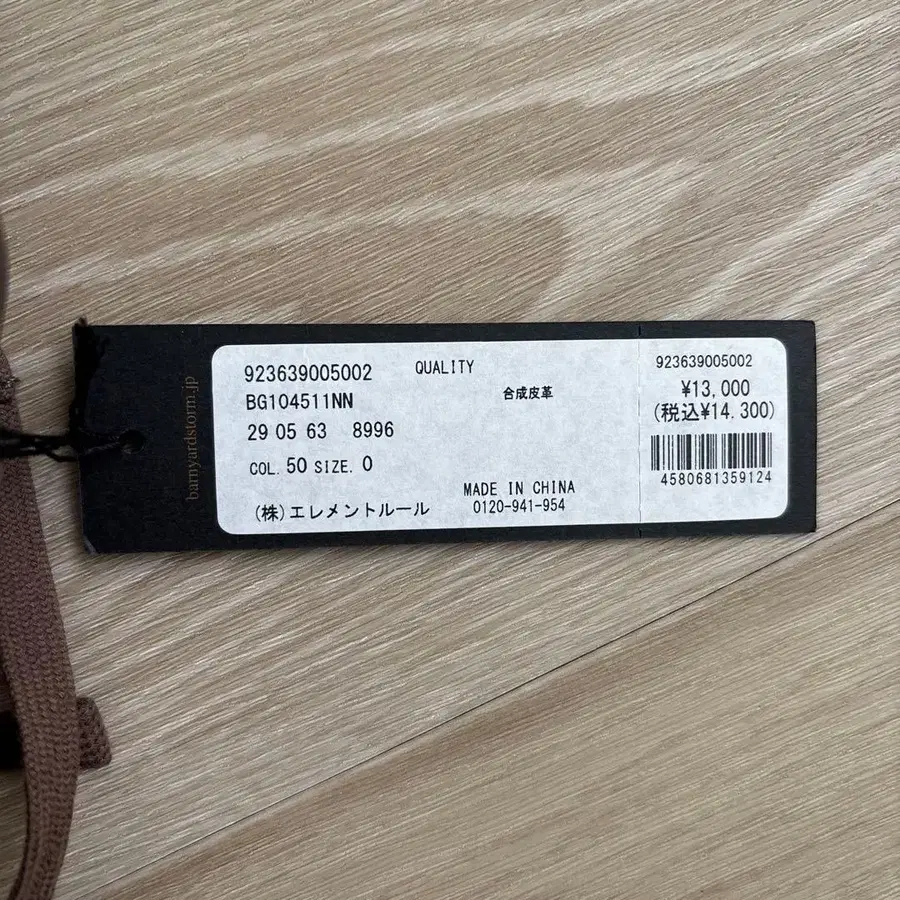 barnyardstorm.jp
923639005002
QUALITY
BG104511NN
合成皮革
29 05 63 8996
COL. 50 SIZE. 0
MADE IN CHINA
(株)エレメントルール
0120-941-954
923639005002
¥13,000
(税込¥14.300)
4580681359124